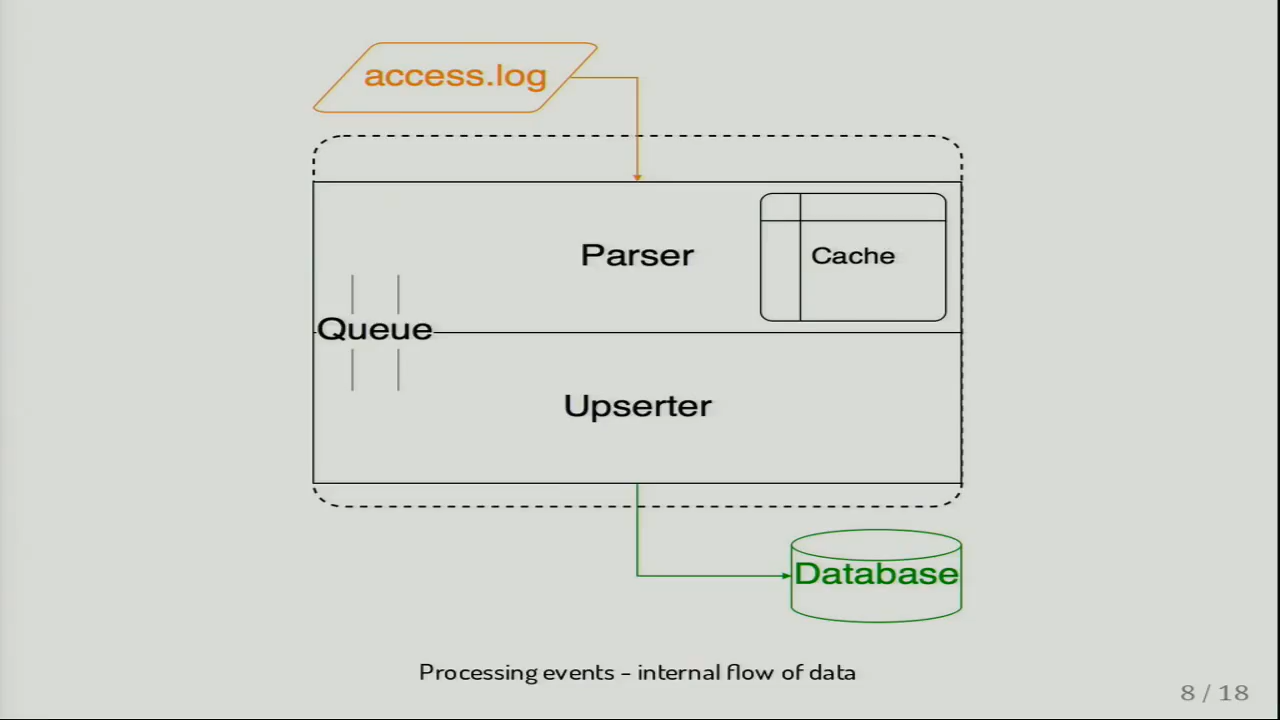 access.log
Parser
Cache
Queue
Upserter
Database
Processing events – internal flow of data
8 / 18